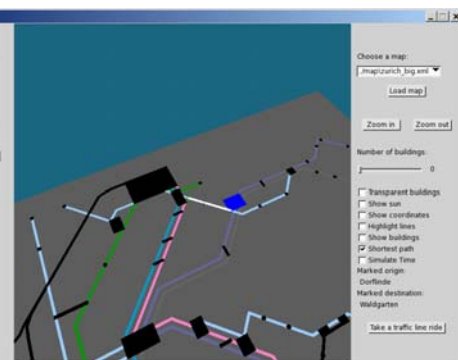 Choose a map:
./map\zurich_big.xml
Load map
Zoom in Zoom out
Number of buildings:
0
Transparent buildings
Show sun
Show coordinates
Highlight lines
Show buildings
Shortest path
Simulate Time
Marked origin:
Dorflinde
Marked destination:
Waldgarten
Take a traffic line ride